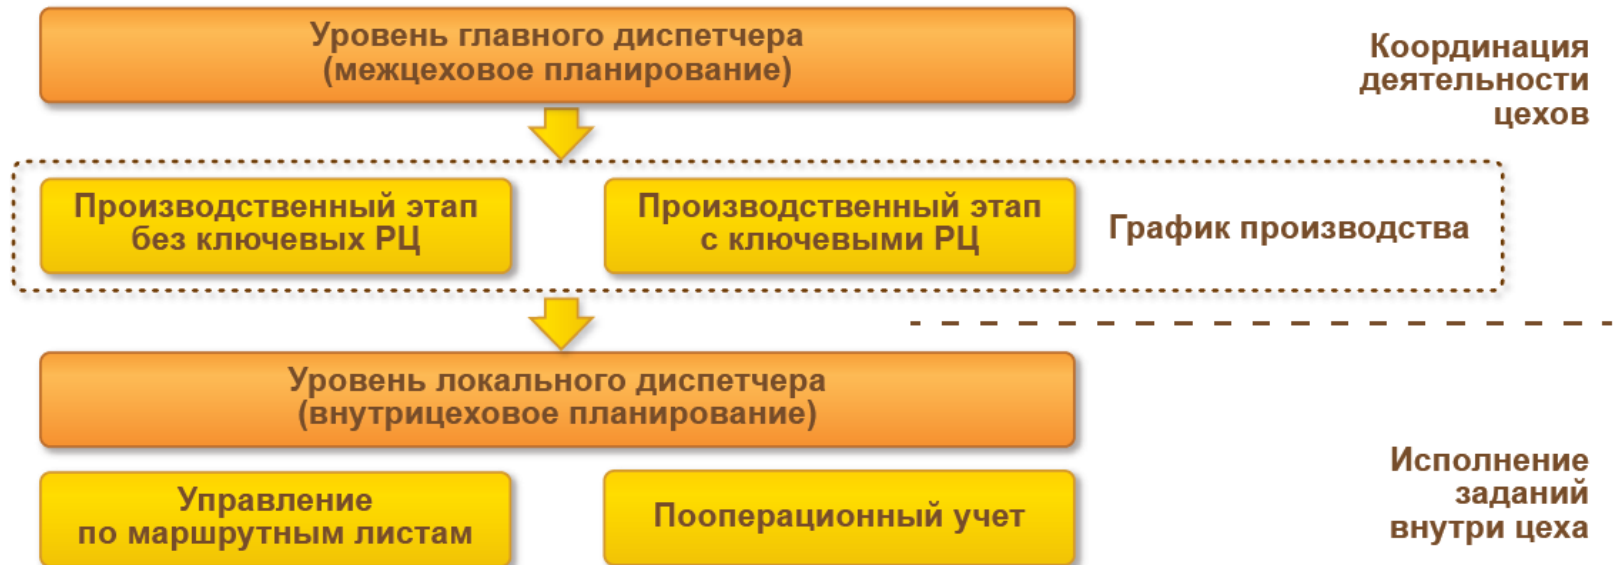 Уровень главного диспетчера
(межцеховое планирование)
Координация
деятельности
цехов
Производственный этап
без ключевых РЦ
Производственный этап
с ключевыми РЦ
График производства
Уровень локального диспетчера
(внутрицеховое планирование)
Управление
по маршрутным листам
Пооперационный учет
Исполнение
заданий
внутри цеха